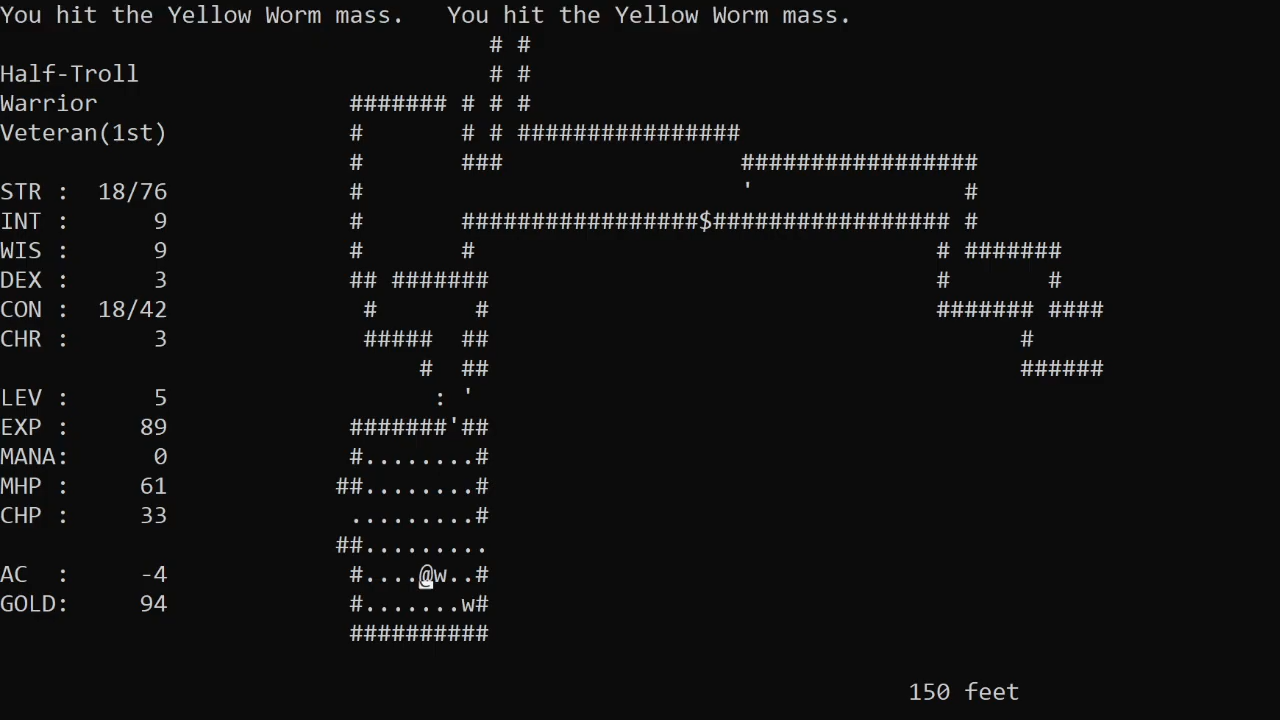 You hit the Yellow Worm mass.   You hit the Yellow Worm mass.
                                   # #
Half-Troll                         # #
Warrior                  ####### # # #
Veteran(1st)             #       # # ################
                         #       ###                 #################
STR :  18/76             #                           '               #
INT :      9             #       #################$################# #
WIS :      9             #       #                                 # #######
DEX :      3             ## #######                                #       #
CON :  18/42              #       #                                ####### ####
CHR :      3              #####  ##                                      #
                              #  ##                                      ######
LEV :      5                   : '
EXP :     89             #######'##
MANA:      0             #........#
MHP :     61            ##........#
CHP :     33             .........#
                        ##.........
AC  :     -4             #....@w..#
GOLD:     94             #.......w#
                         ##########
                                                                 150 feet